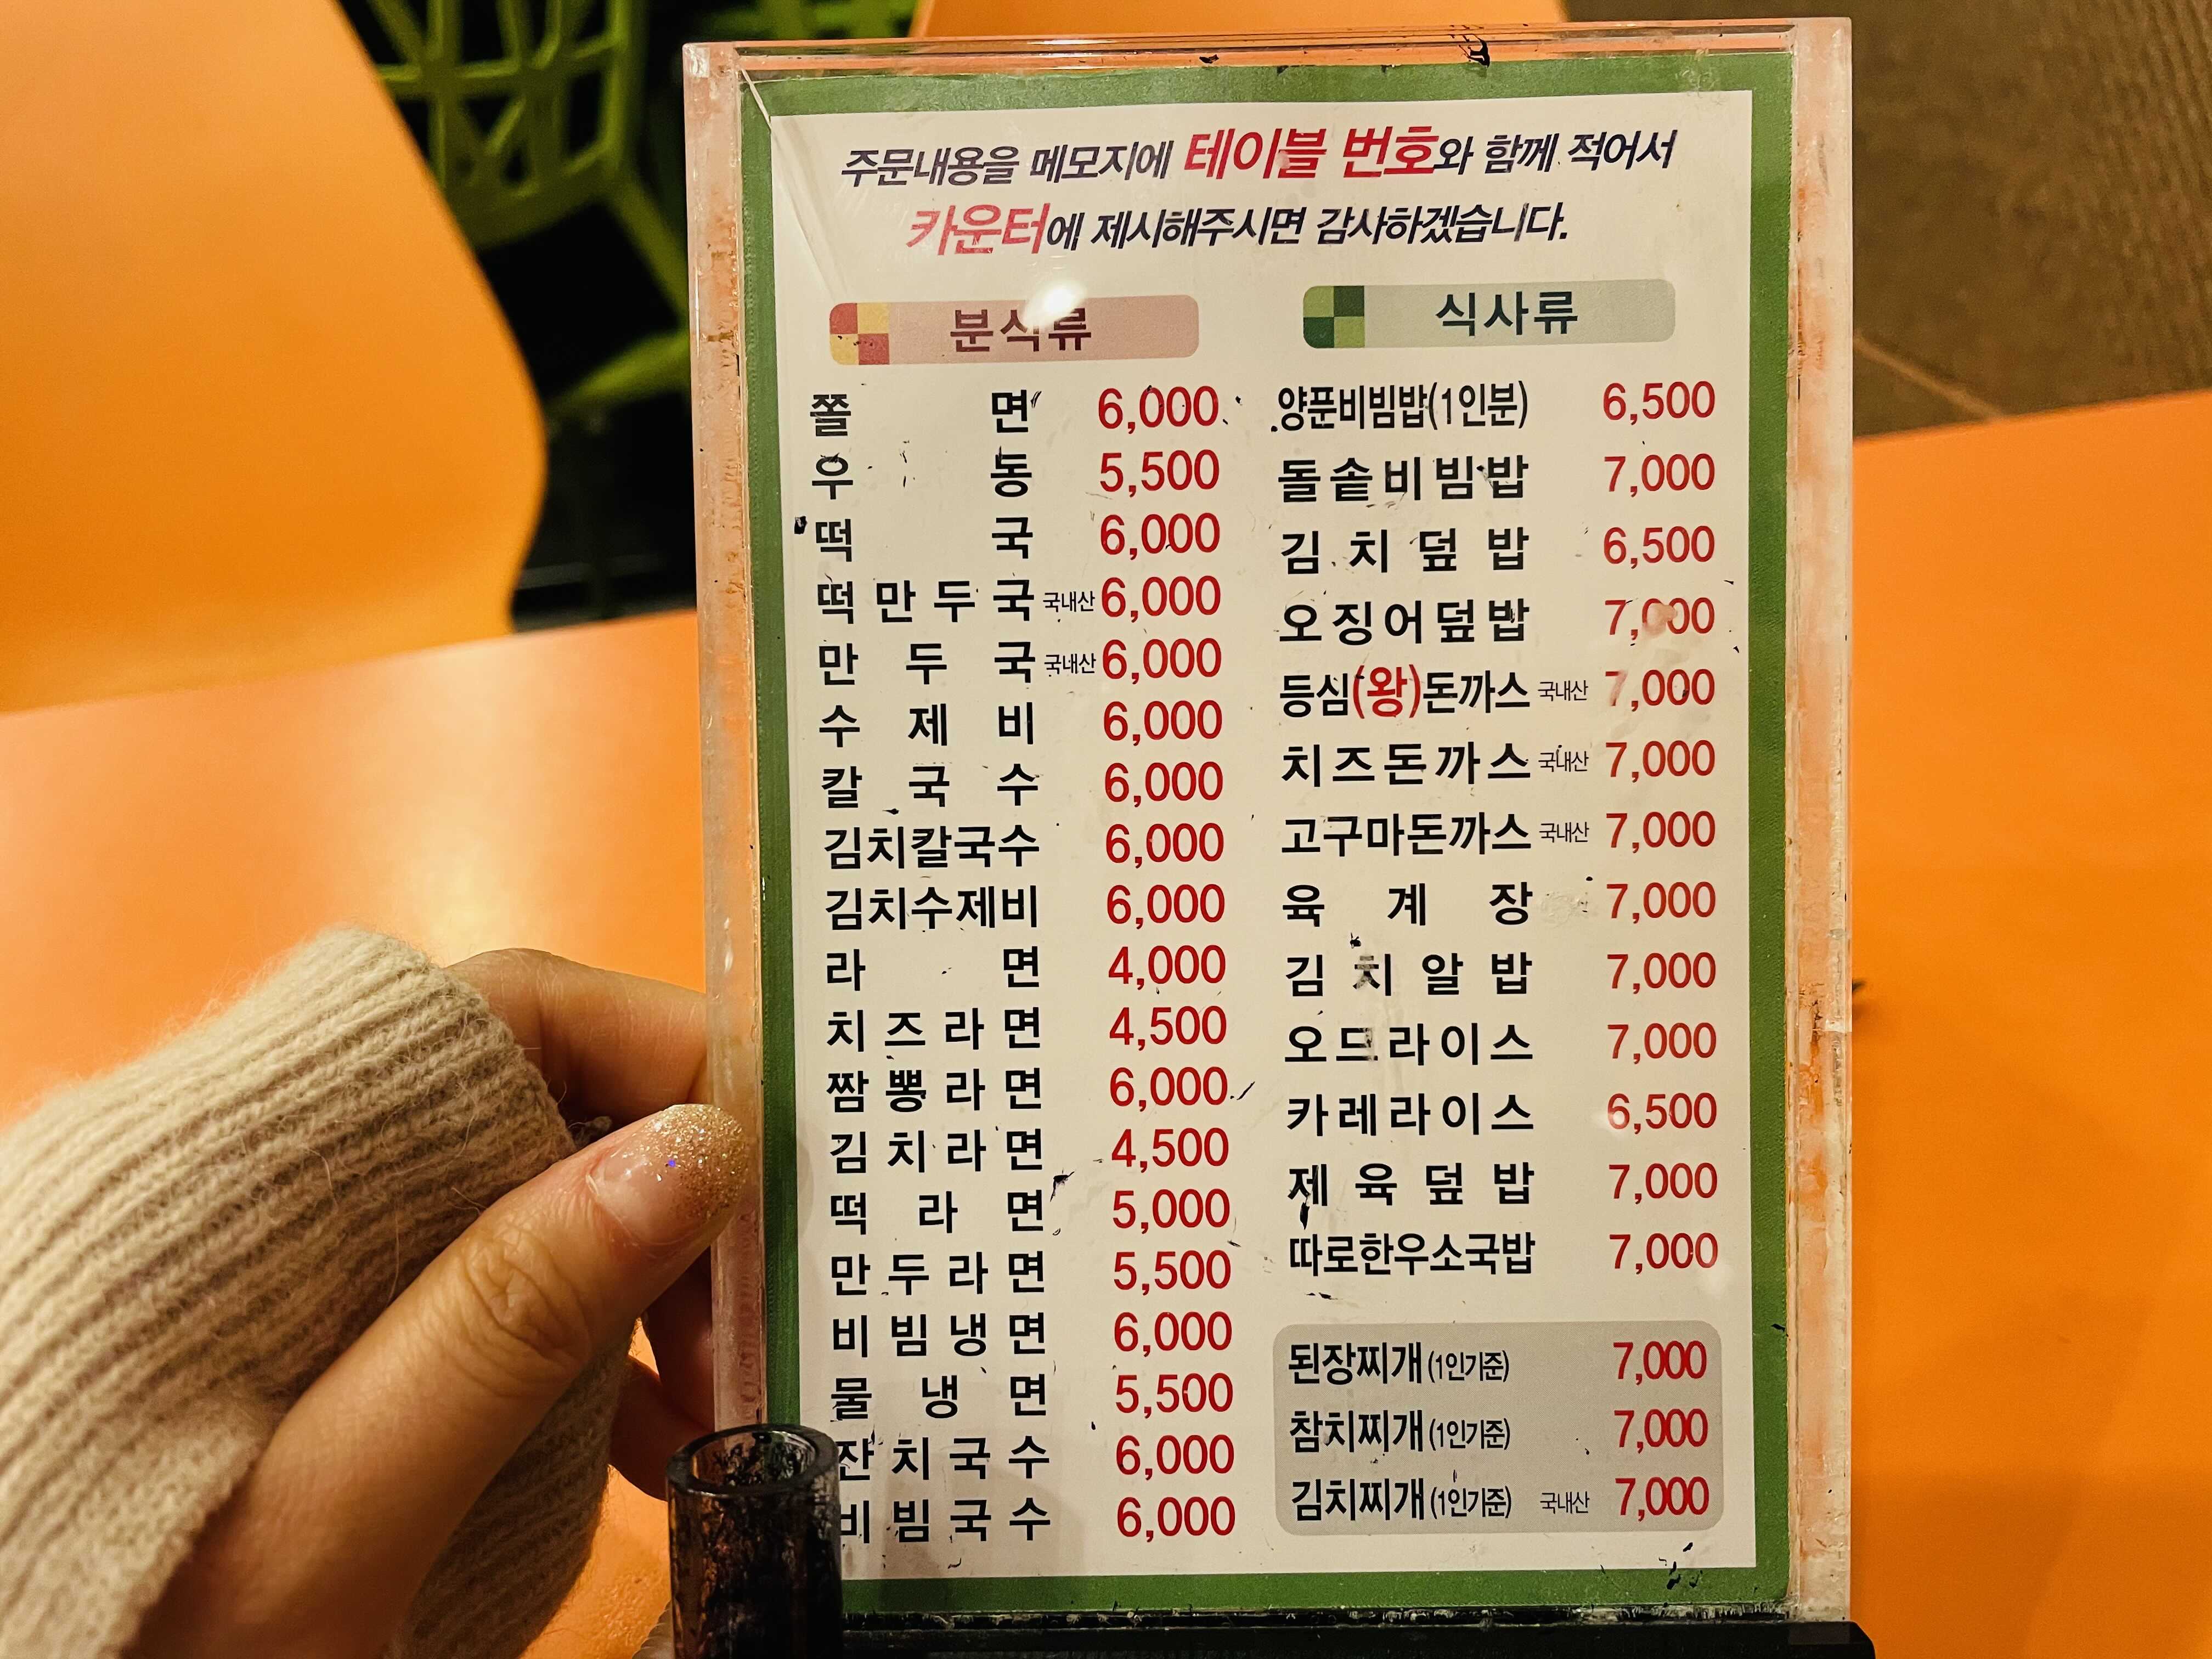 주문내용을 메모지에 테이블 번호와 함께 적어서
카운터에 제시해주시면 감사하겠습니다.
분식류
쫄면 6,000
우동 5,500
떡국 6,000
떡만두국 국내산 6,000
만두국 국내산 6,000
수제비 6,000
칼국수 6,000
김치칼국수 6,000
김치수제비 6,000
라면 4,000
치즈라면 4,500
짬뽕라면 6,000
김치라면 4,500
떡라면 5,000
만두라면 5,500
비빔냉면 6,000
물냉면 5,500
잔치국수 6,000
비빔국수 6,000
식사류
양푼비빔밥(1인분) 6,500
돌솥비빔밥 7,000
김치덮밥 6,500
오징어덮밥 7,000
등심(왕)돈까스 국내산 7,000
치즈돈까스 국내산 7,000
고구마돈까스 국내산 7,000
육계장 7,000
김치알밥 7,000
오므라이스 7,000
카레라이스 6,500
제육덮밥 7,000
따로한우소국밥 7,000
된장찌개(1인기준) 7,000
참치찌개(1인기준) 7,000
김치찌개(1인기준) 국내산 7,000